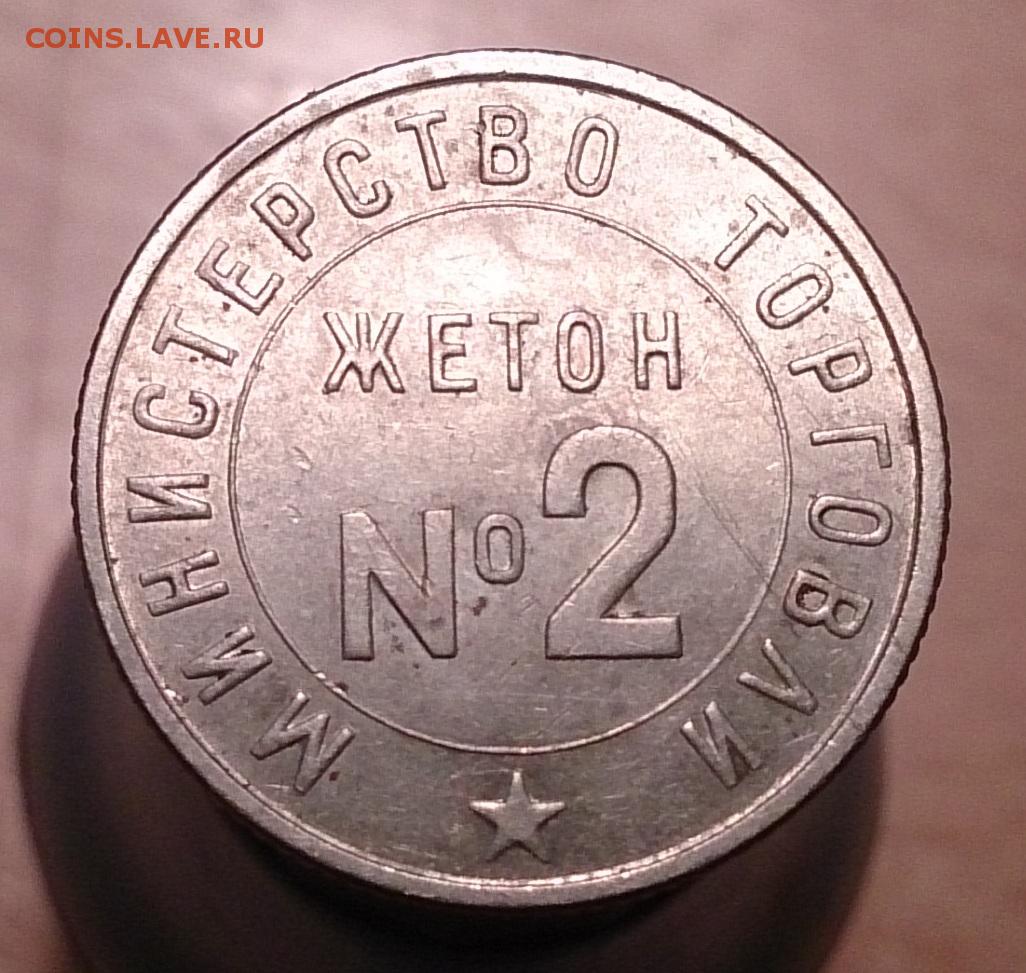 COINS.LAVE.RU
МИНИСТЕРСТВО ТОРГОВЛИ
ЖЕТОН
№2